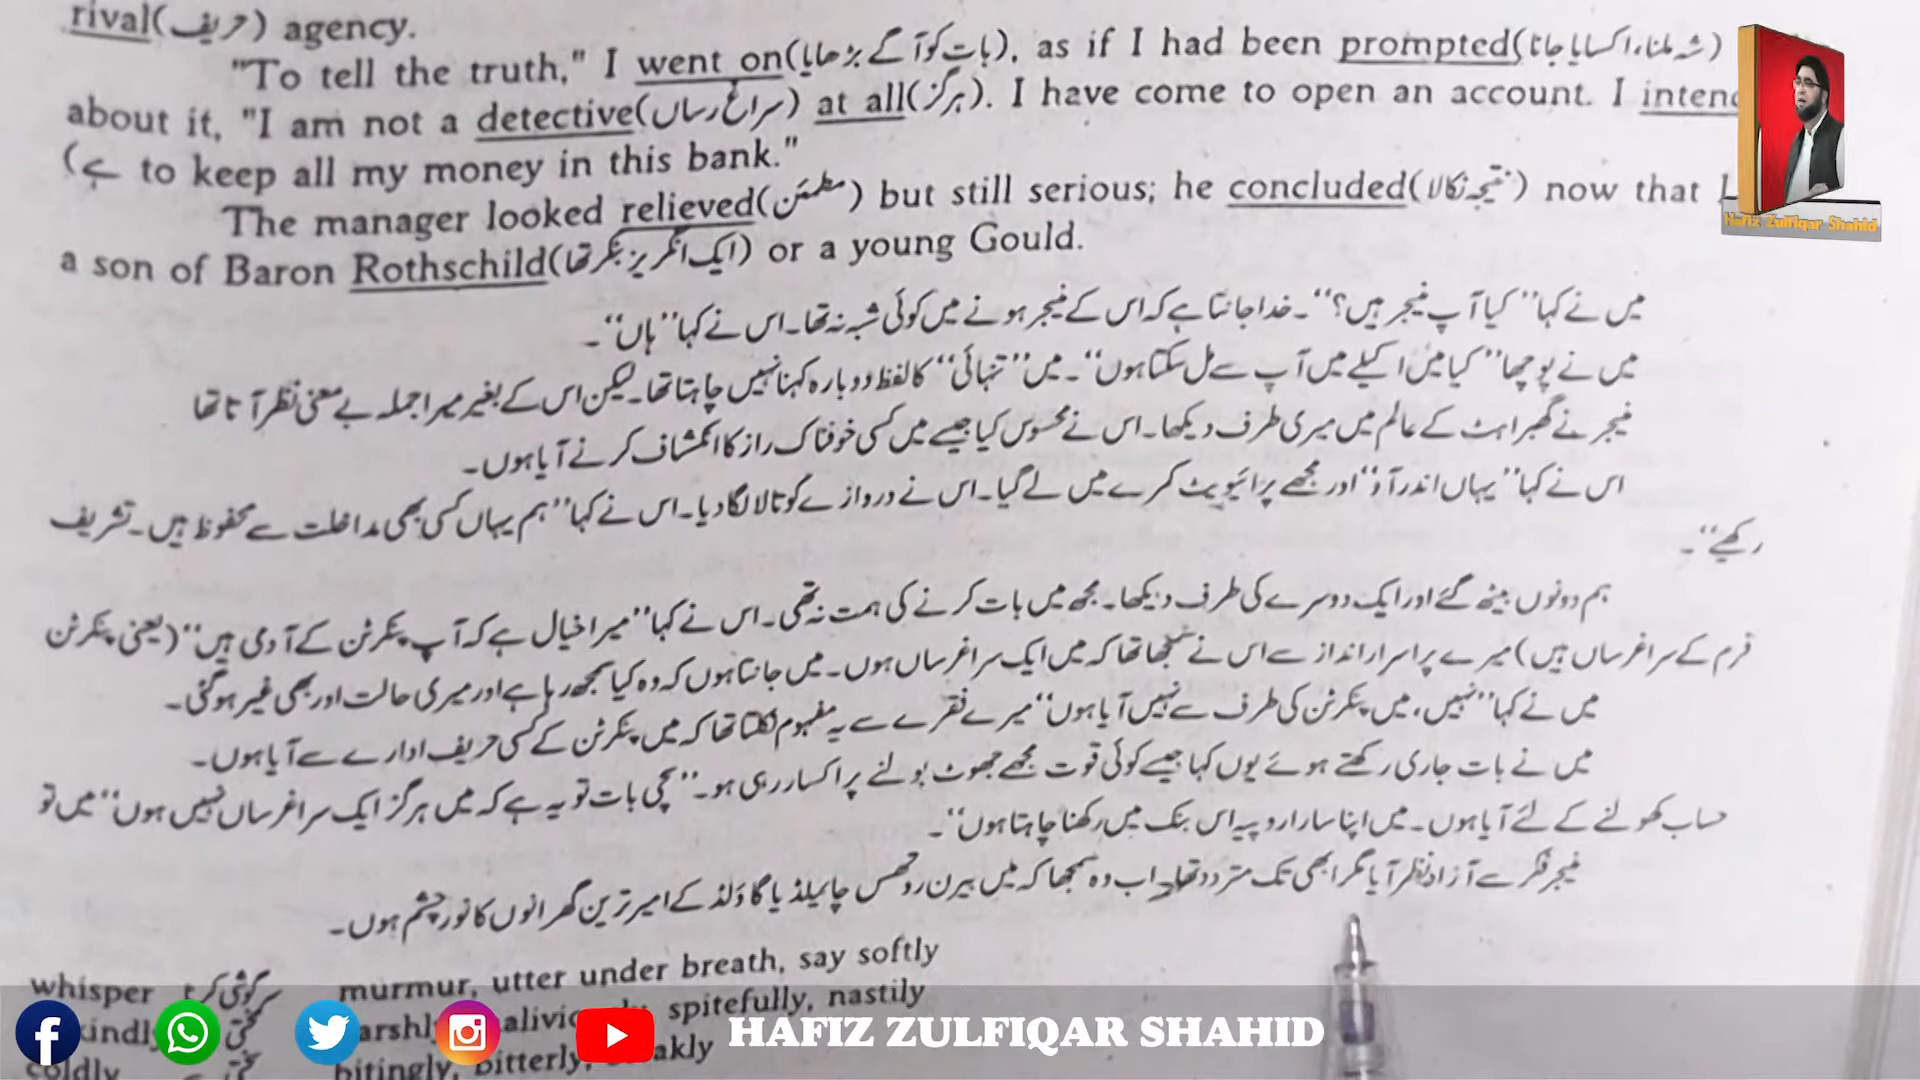 rival(حریف) agency.
"To tell the truth," I went on(بات کو آگے بڑھایا), as if I had been prompted(شہ ملنا، اکسایا جانا)
about it, "I am not a detective(سراغ رساں) at all(ہرگز). I have come to open an account. I intend
(ہے to keep all my money in this bank."
The manager looked relieved(مطمئن) but still serious; he concluded(نتیجہ نکالا) now that I
a son of Baron Rothschild(ایک انگریز بنکر تھا) or a young Gould.
میں نے کہا ”کیا آپ منیجر ہیں؟“۔ خدا جانتا ہے کہ اس کے منیجر ہونے میں کوئی شبہ نہ تھا۔ اس نے کہا ”ہاں“۔
میں نے پوچھا ”کیا میں اکیلے میں آپ سے مل سکتا ہوں“۔ میں ”تنہائی“ کا لفظ دوبارہ کہنا نہیں چاہتا تھا۔ لیکن اس کے بغیر میرا جملہ بے معنی نظر آتا تھا
منیجر نے گھبراہٹ کے عالم میں میری طرف دیکھا۔ اس نے محسوس کیا جیسے میں کسی خوفناک راز کا انکشاف کرنے آیا ہوں۔
اس نے کہا ”یہاں اندر آؤ“ اور مجھے پرائیویٹ کمرے میں لے گیا۔ اس نے دروازے کو تالا لگا دیا۔ اس نے کہا ”ہم یہاں کسی بھی مداخلت سے محفوظ ہیں۔ تشریف
رکھیے“۔
ہم دونوں بیٹھ گئے اور ایک دوسرے کی طرف دیکھا۔ مجھ میں بات کرنے کی ہمت نہ تھی۔ اس نے کہا ”میرا خیال ہے کہ آپ پنکرٹن کے آدمی ہیں“ (یعنی پنکرٹن
فرم کے سراغرساں ہیں) میرے پراسرار انداز سے اس نے سمجھا تھا کہ میں ایک سراغرساں ہوں۔ میں جانتا ہوں کہ وہ کیا سمجھ رہا ہے اور میری حالت اور بھی غیر ہو گئی۔
میں نے کہا ”نہیں، میں پنکرٹن کی طرف سے نہیں آیا ہوں“ میرے فقرے سے یہ مفہوم نکلتا تھا کہ میں پنکرٹن کے کسی حریف ادارے سے آیا ہوں۔
میں نے بات جاری رکھتے ہوئے یوں کہا جیسے کوئی قوت مجھے جھوٹ بولنے پر اکسا رہی ہو۔ ”سچی بات تو یہ ہے کہ میں ہرگز ایک سراغرساں نہیں ہوں“ میں تو
حساب کھولنے کے لئے آیا ہوں۔ میں اپنا سارا روپیہ اس بنک میں رکھنا چاہتا ہوں“۔
منیجر فکر سے آزاد نظر آیا مگر ابھی تک متردد تھا۔ اب وہ سمجھا کہ میں بیرن روتھس چائیلڈ یا گاؤلڈ کے امیر ترین گھرانوں کا نور چشم ہوں۔
whisper سرگوشی کرنا murmur, utter under breath, say softly
spitefully, nastily
coldly bitingly, bitterly,
Hafiz Zulfiqar Shahid
HAFIZ ZULFIQAR SHAHID